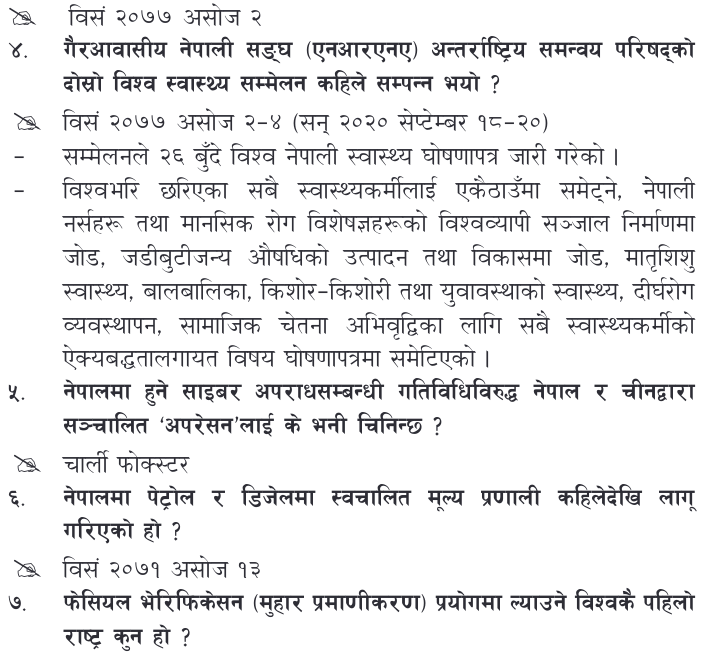 विसं २०७७ असोज २
४. गैरआवासीय नेपाली सङ्घ (एनआरएनए) अन्तर्राष्ट्रिय समन्वय परिषद्को
दोस्रो विश्व स्वास्थ्य सम्मेलन कहिले सम्पन्न भयो ?
विसं २०७७ असोज २-४ (सन् २०२० सेप्टेम्बर १८-२०)
- सम्मेलनले २६ बुँदे विश्व नेपाली स्वास्थ्य घोषणापत्र जारी गरेको ।
- विश्वभरि छरिएका सबै स्वास्थ्यकर्मीलाई एकैठाउँमा समेट्ने, नेपाली
नर्सहरू तथा मानसिक रोग विशेषज्ञहरूको विश्वव्यापी सञ्जाल निर्माणमा
जोड, जडीबुटीजन्य औषधिको उत्पादन तथा विकासमा जोड, मातृशिशु
स्वास्थ्य, बालबालिका, किशोर-किशोरी तथा युवावस्थाको स्वास्थ्य, दीर्घरोग
व्यवस्थापन, सामाजिक चेतना अभिवृद्धिका लागि सबै स्वास्थ्यकर्मीको
ऐक्यबद्धतालगायत विषय घोषणापत्रमा समेटिएको ।
५. नेपालमा हुने साइबर अपराधसम्बन्धी गतिविधिविरुद्ध नेपाल र चीनद्वारा
सञ्चालित 'अपरेसन'लाई के भनी चिनिन्छ ?
चार्ली फोक्स्टर
६. नेपालमा पेट्रोल र डिजेलमा स्वचालित मूल्य प्रणाली कहिलेदेखि लागू
गरिएको हो ?
विसं २०७१ असोज १३
७. फेसियल भेरिफिकेसन (मुहार प्रमाणीकरण) प्रयोगमा ल्याउने विश्वकै पहिलो
राष्ट्र कुन हो ?